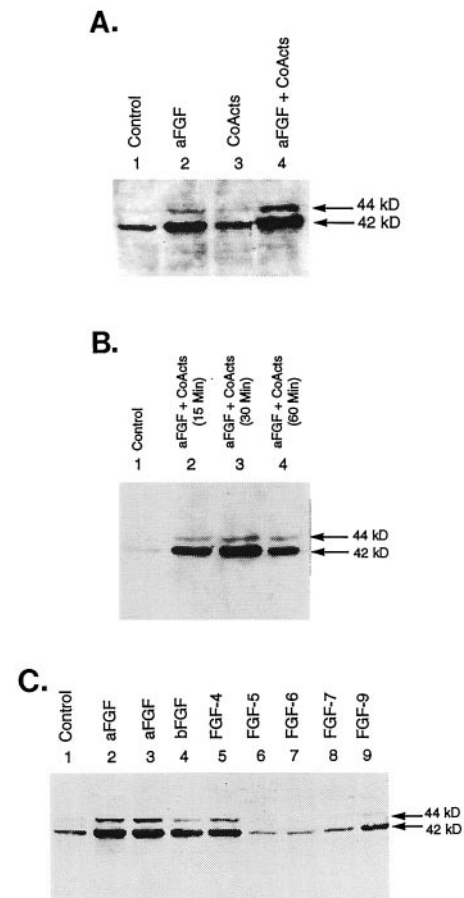 A.
Control
aFGF
CoActs
aFGF + CoActs
1 2 3 4
44 kD
42 kD
B.
Control
aFGF + CoActs
(15 Min)
aFGF + CoActs
(30 Min)
aFGF + CoActs
(60 Min)
1 2 3 4
44 kD
42 kD
C.
Control
aFGF
aFGF
bFGF
FGF-4
FGF-5
FGF-6
FGF-7
FGF-9
1 2 3 4 5 6 7 8 9
44 kD
42 kD